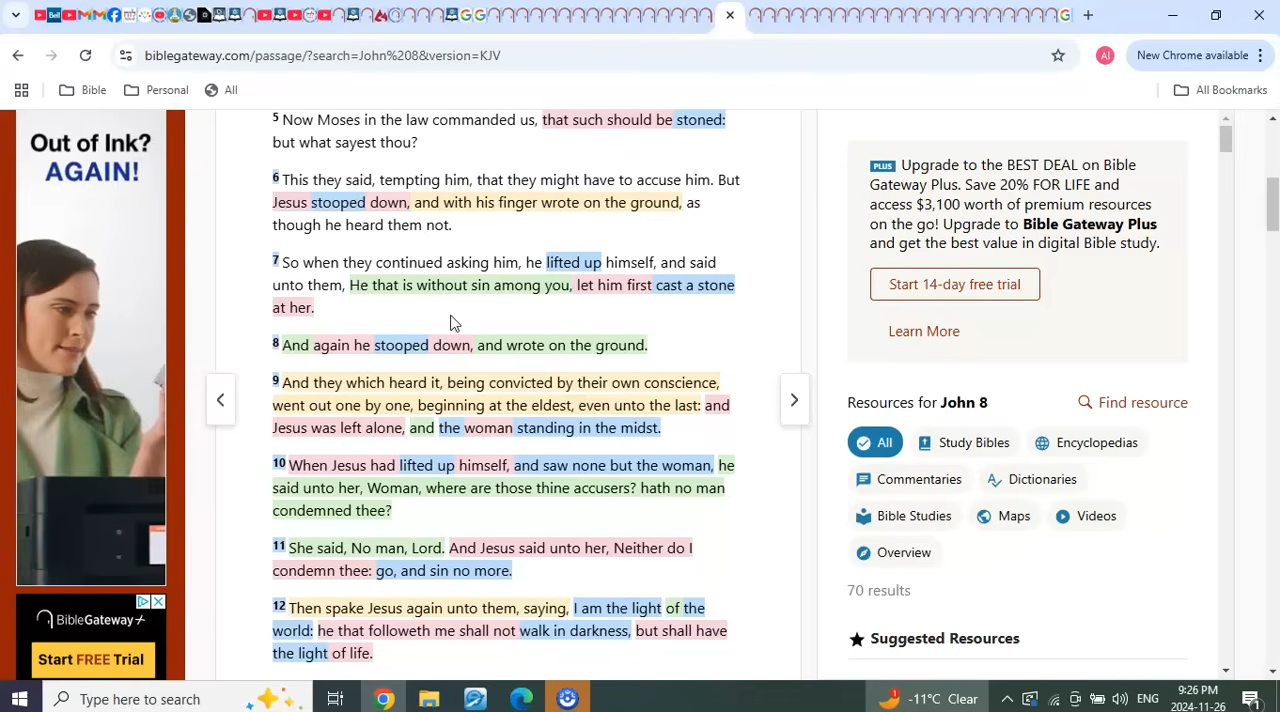 Bell
New Chrome available
biblegateway.com/passage/?search=John%208&version=KJV
AI
Bible
Personal
All
All Bookmarks
Out of Ink?
AGAIN!
5 Now Moses in the law commanded us, that such should be stoned:
but what sayest thou?
6 This they said, tempting him, that they might have to accuse him. But
Jesus stooped down, and with his finger wrote on the ground, as
though he heard them not.
7 So when they continued asking him, he lifted up himself, and said
unto them, He that is without sin among you, let him first cast a stone
at her.
8 And again he stooped down, and wrote on the ground.
9 And they which heard it, being convicted by their own conscience,
went out one by one, beginning at the eldest, even unto the last: and
Jesus was left alone, and the woman standing in the midst.
10 When Jesus had lifted up himself, and saw none but the woman, he
said unto her, Woman, where are those thine accusers? hath no man
condemned thee?
11 She said, No man, Lord. And Jesus said unto her, Neither do I
condemn thee: go, and sin no more.
12 Then spake Jesus again unto them, saying, I am the light of the
world: he that followeth me shall not walk in darkness, but shall have
the light of life.
PLUS Upgrade to the BEST DEAL on Bible
Gateway Plus. Save 20% FOR LIFE and
access $3,100 worth of premium resources
on the go! Upgrade to Bible Gateway Plus
and get the best value in digital Bible study.
Start 14-day free trial
Learn More
Resources for John 8
Find resource
All
Study Bibles
Encyclopedias
Commentaries
Dictionaries
Bible Studies
Maps
Videos
Overview
70 results
Suggested Resources
BIBLEGATEWAY+
Start FREE Trial
Type here to search
-11°C Clear
ENG
9:26 PM
2024-11-26
1